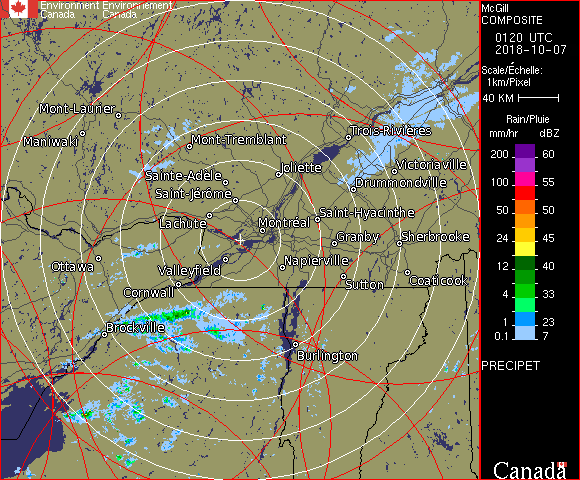 Environment Environnement
Canada Canada
McGill
COMPOSITE
0120 UTC
2018-10-07
Scale/Échelle:
1km/Pixel
40 KM
Rain/Pluie
mm/hr dBZ
200 60
100 55
50 50
24 45
12 40
4 33
1 23
0.1 7
PRECIPET
Canada
Mont-Laurier
Maniwaki
Mont-Tremblant
Trois-Rivières
Sainte-Adèle
Joliette
Victoriaville
Drummondville
Saint-Jérôme
Lachute
Montréal
Saint-Hyacinthe
Granby
Sherbrooke
Ottawa
Valleyfield
Napierville
Cornwall
Sutton
Coaticook
Brockville
Burlington